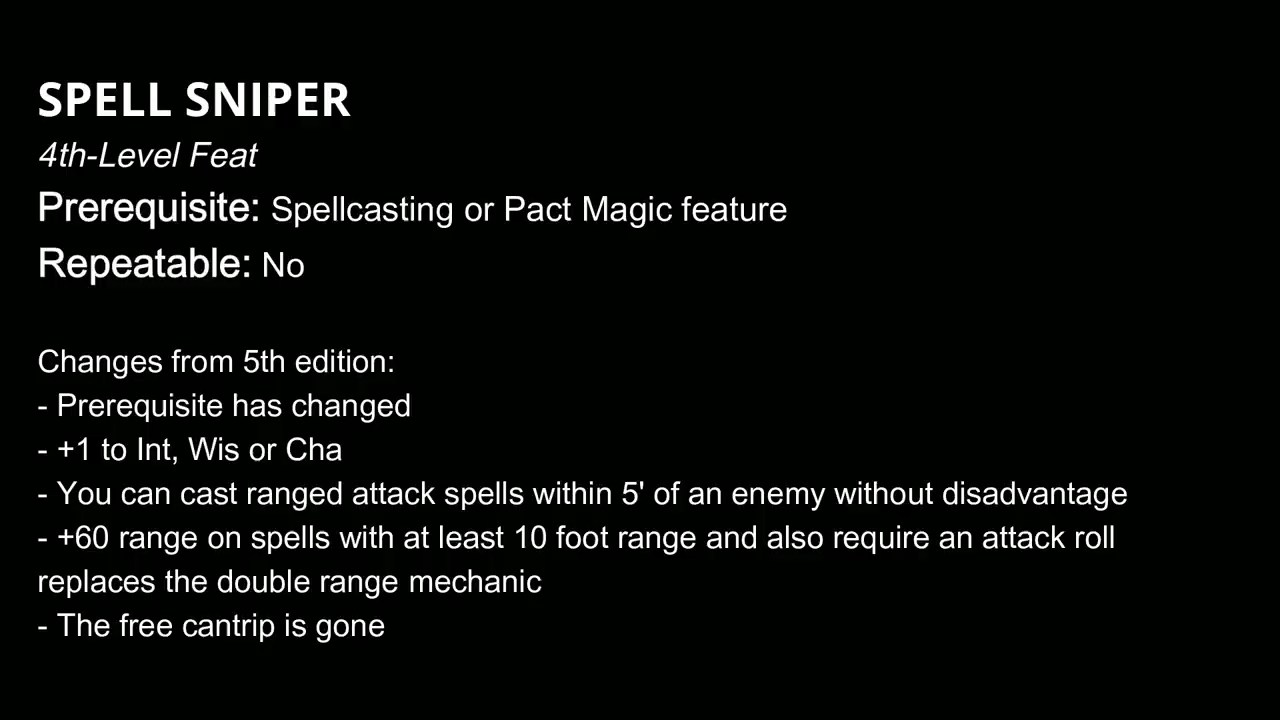 SPELL SNIPER
4th-Level Feat
Prerequisite: Spellcasting or Pact Magic feature
Repeatable: No
Changes from 5th edition:
- Prerequisite has changed
- +1 to Int, Wis or Cha
- You can cast ranged attack spells within 5' of an enemy without disadvantage
- +60 range on spells with at least 10 foot range and also require an attack roll
replaces the double range mechanic
- The free cantrip is gone